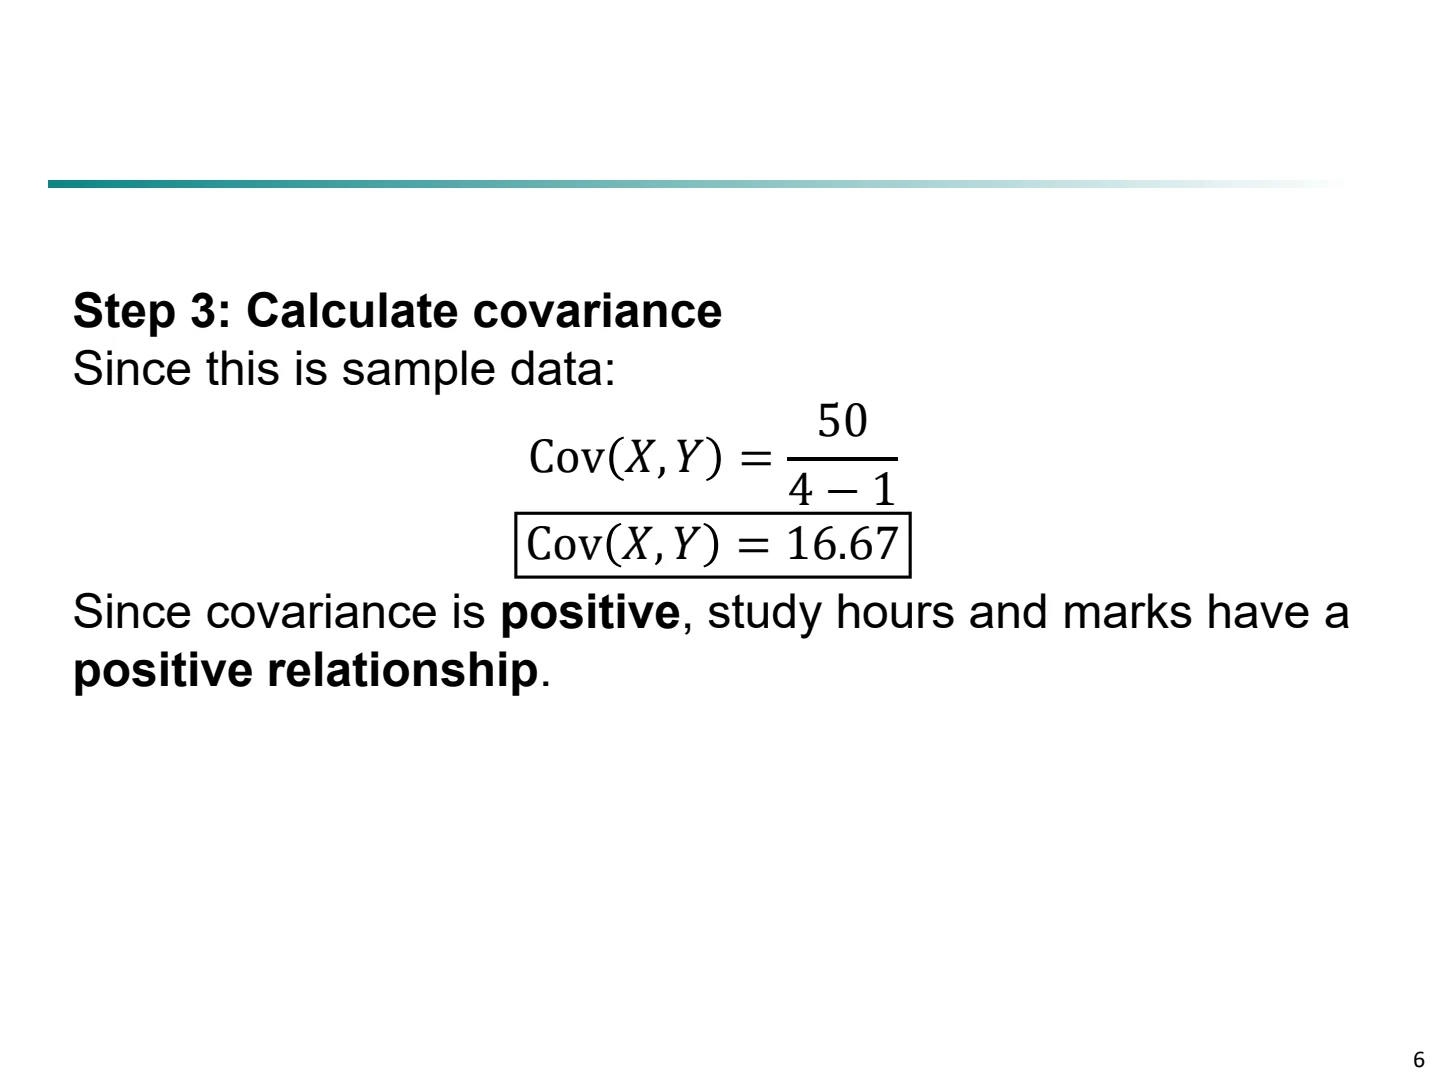 Step 3: Calculate covariance
Since this is sample data:
Cov(X, Y) = 50 / (4 − 1)
Cov(X, Y) = 16.67
Since covariance is positive, study hours and marks have a
positive relationship.
6